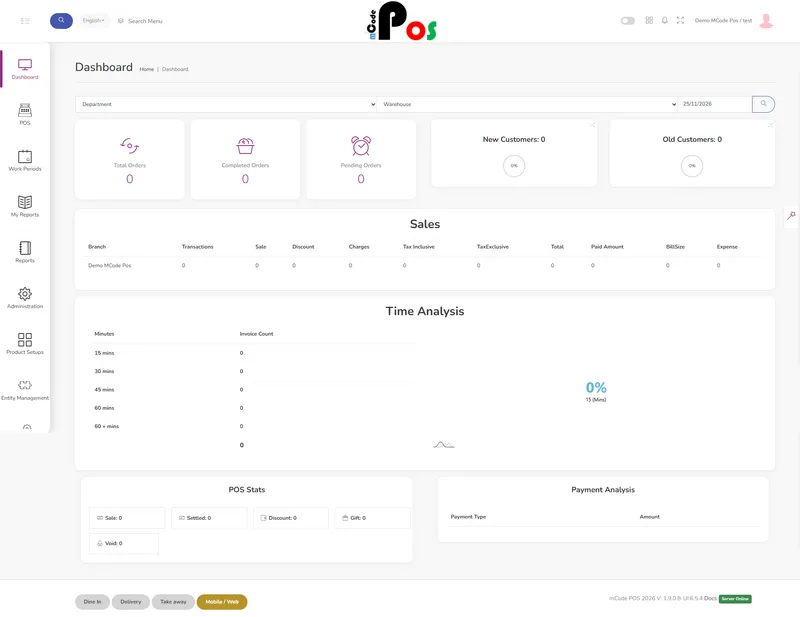 English
Search Menu
mCode Pos
Demo MCode Pos / test
Dashboard
Home | Dashboard
Dashboard
POS
Work Periods
My Reports
Reports
Administration
Product Setups
Entity Management
Department
Warehouse
25/11/2026
Total Orders
0
Completed Orders
0
Pending Orders
0
New Customers: 0
0%
Old Customers: 0
0%
Sales
Branch Transactions Sale Discount Charges Tax Inclusive TaxExclusive Total Paid Amount BillSize Expense
Demo MCode Pos 0 0 0 0 0 0 0 0 0 0
Time Analysis
Minutes Invoice Count
15 mins 0
30 mins 0
45 mins 0
60 mins 0
60 + mins 0
0
0%
15 (Mins)
POS Stats
Sale: 0
Settled: 0
Discount: 0
Gift: 0
Void: 0
Payment Analysis
Payment Type Amount
Dine In
Delivery
Take away
Mobile / Web
mCode POS 2026 V: 1.9.0.8-UI:6.5.4 Docs Server Online